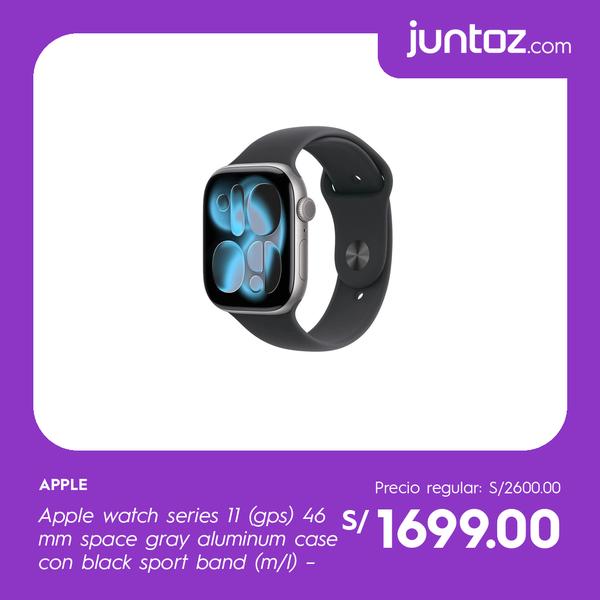 juntoz.com
APPLE
Apple watch series 11 (gps) 46
mm space gray aluminum case
con black sport band (m/l) –
Precio regular: S/2600.00
S/ 1699.00